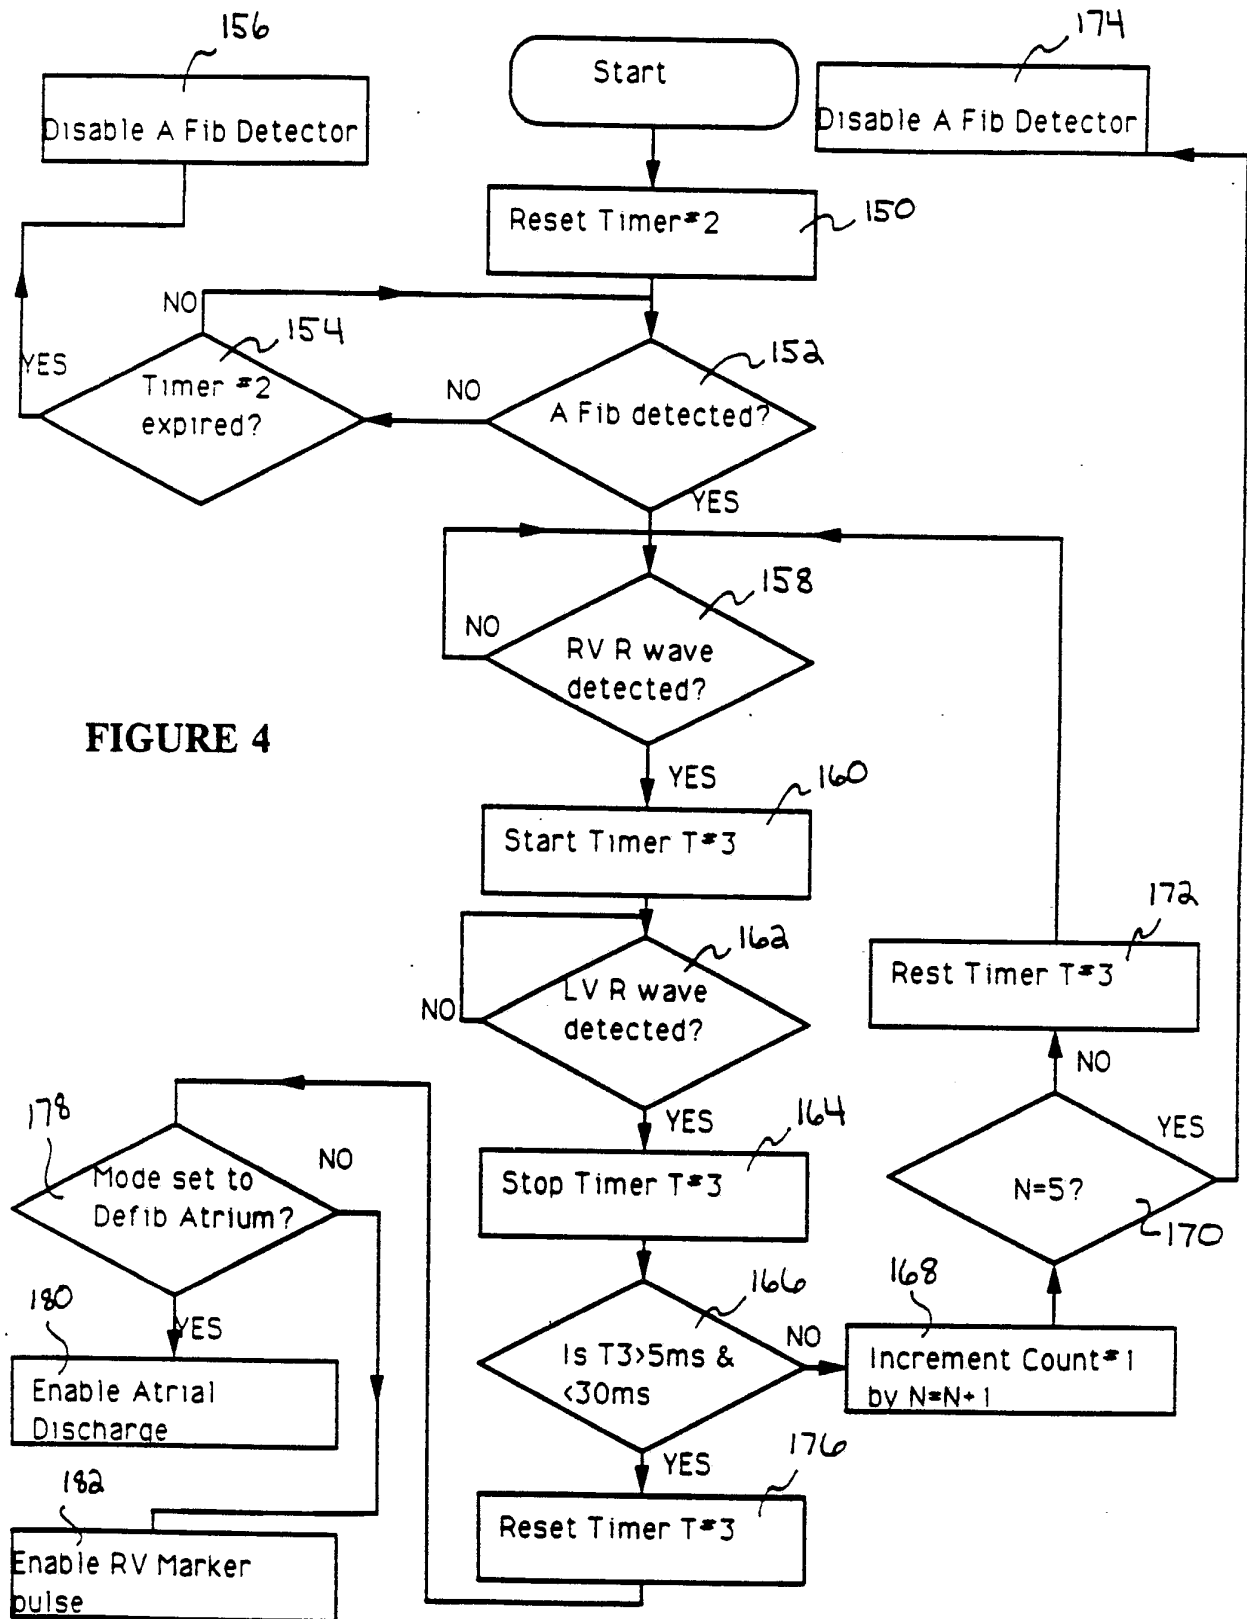 156
174
Start
Disable A Fib Detector
Disable A Fib Detector
Reset Timer#2
150
NO
154
152
YES
Timer #2
expired?
NO
A Fib detected?
YES
158
NO
RV R wave
detected?
FIGURE 4
YES
160
Start Timer T#3
172
162
Rest Timer T#3
LV R wave
detected?
NO
NO
178
YES
164
YES
NO
Mode set to
Defib Atrium?
Stop Timer T#3
N=5?
170
166
168
180
YES
NO
Is T3>5ms &
<30ms
Increment Count#1
by N=N+1
Enable Atrial
Discharge
YES
176
182
Reset Timer T#3
Enable RV Marker
pulse